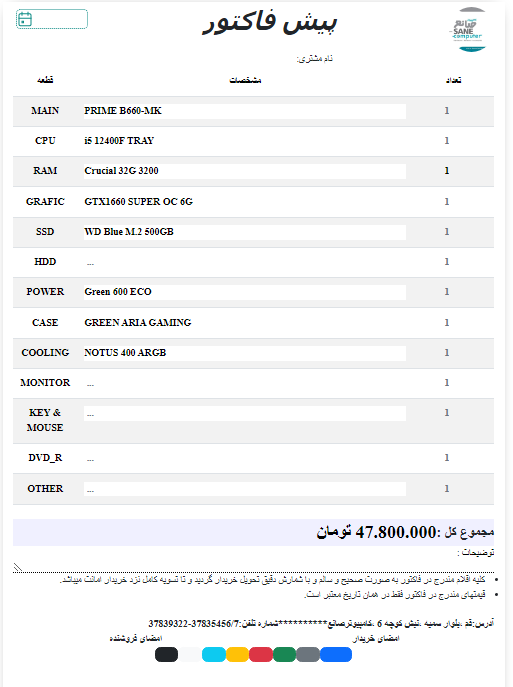 پیش فاکتور
صانع
SANE
computer
نام مشتری:
قطعه مشخصات تعداد
MAIN PRIME B660-MK 1
CPU i5 12400F TRAY 1
RAM Crucial 32G 3200 1
GRAFIC GTX1660 SUPER OC 6G 1
SSD WD Blue M.2 500GB 1
HDD ... 1
POWER Green 600 ECO 1
CASE GREEN ARIA GAMING 1
COOLING NOTUS 400 ARGB 1
MONITOR ... 1
KEY & MOUSE ... 1
DVD_R ... 1
OTHER ... 1
مجموع کل :47.800.000 تومان
توضیحات :
کلیه اقلام مندرج در فاکتور به صورت صحیح و سالم و با شمارش دقیق تحویل خریدار گردید و تا تسویه کامل نزد خریدار امانت میباشد.
قیمتهای مندرج در فاکتور فقط در همان تاریخ معتبر است.
آدرس:قم .بلوار سمیه .نبش کوچه 6 .کامپیوترصانع**********شماره تلفن:37835456/7-37839322
امضای خریدار امضای فروشنده